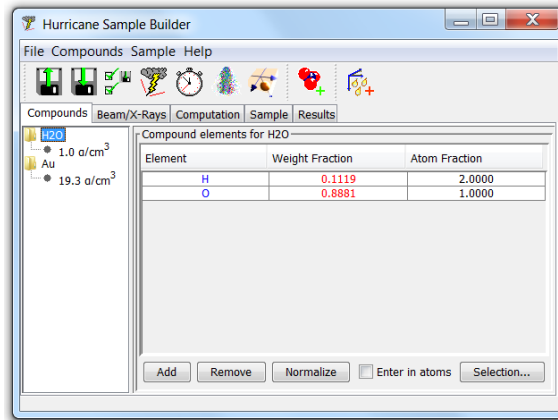 Hurricane Sample Builder
File Compounds Sample Help
Compounds Beam/X-Rays Computation Sample Results
H2O
1.0 g/cm3
Au
19.3 g/cm3
Compound elements for H2O
Element Weight Fraction Atom Fraction
H 0.1119 2.0000
O 0.8881 1.0000
Add Remove Normalize Enter in atoms Selection...